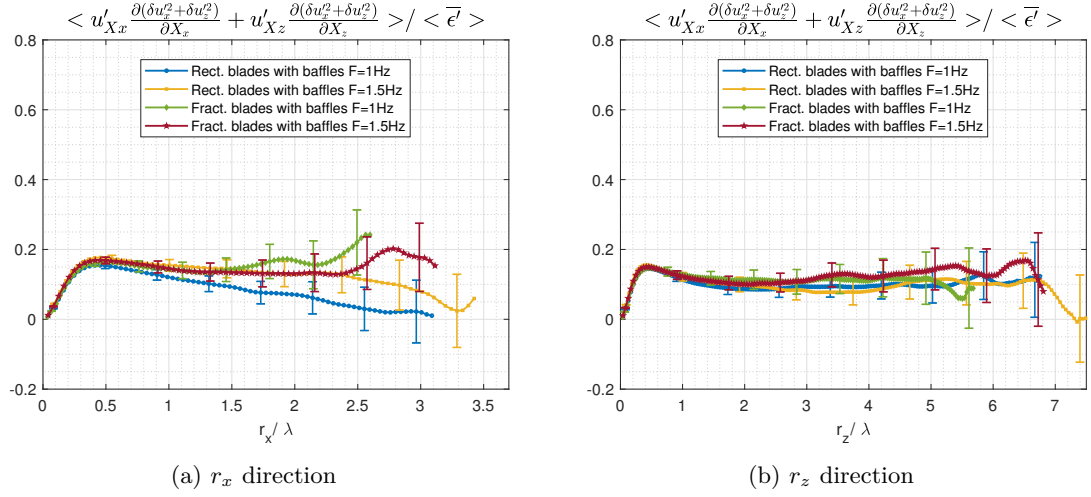 < u'_{Xx} \frac{∂(δu'^2_x+δu'^2_z)}{∂X_x} + u'_{Xz} \frac{∂(δu'^2_x+δu'^2_z)}{∂X_z} >/< \overline{ε'} >
0.8
0.6
0.4
0.2
0
-0.2
Rect. blades with baffles F=1Hz
Rect. blades with baffles F=1.5Hz
Fract. blades with baffles F=1Hz
Fract. blades with baffles F=1.5Hz
0 0.5 1 1.5 2 2.5 3 3.5
r_x/ λ
(a) r_x direction
< u'_{Xx} \frac{∂(δu'^2_x+δu'^2_z)}{∂X_x} + u'_{Xz} \frac{∂(δu'^2_x+δu'^2_z)}{∂X_z} >/< \overline{ε'} >
0.8
0.6
0.4
0.2
0
-0.2
Rect. blades with baffles F=1Hz
Rect. blades with baffles F=1.5Hz
Fract. blades with baffles F=1Hz
Fract. blades with baffles F=1.5Hz
0 1 2 3 4 5 6 7
r_z/ λ
(b) r_z direction